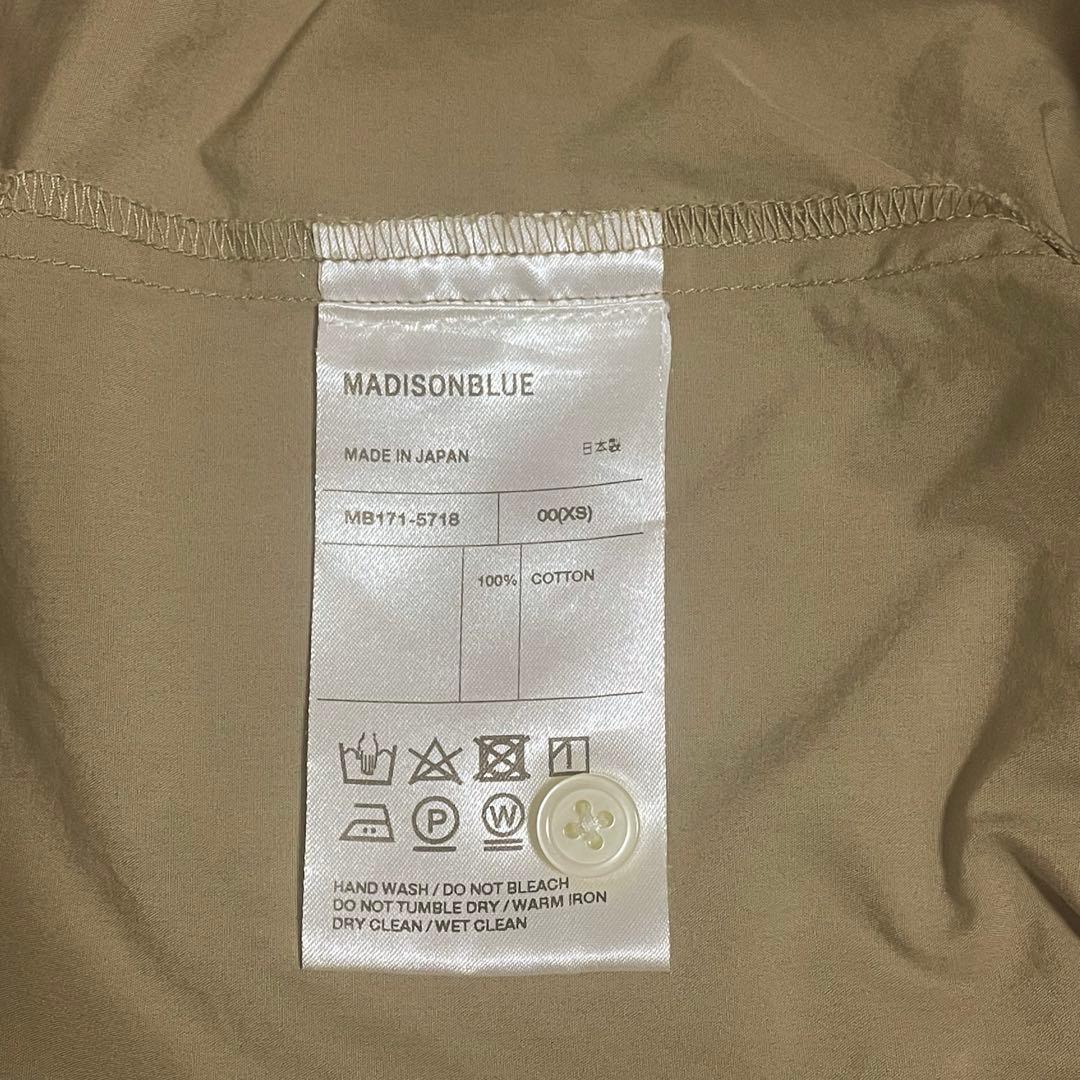 MADISONBLUE
MADE IN JAPAN 日本製
MB171-5718 00(XS)
100% COTTON
P W
HAND WASH / DO NOT BLEACH
DO NOT TUMBLE DRY / WARM IRON
DRY CLEAN / WET CLEAN